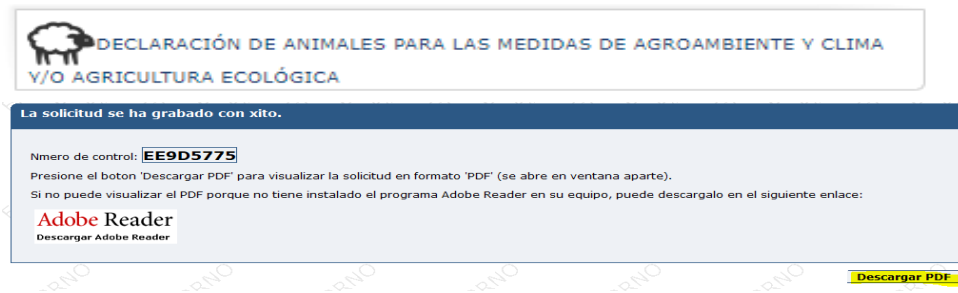 DECLARACIÓN DE ANIMALES PARA LAS MEDIDAS DE AGROAMBIENTE Y CLIMA
Y/O AGRICULTURA ECOLÓGICA
La solicitud se ha grabado con xito.
Nmero de control: EE9D5775
Presione el boton 'Descargar PDF' para visualizar la solicitud en formato 'PDF' (se abre en ventana aparte).
Si no puede visualizar el PDF porque no tiene instalado el programa Adobe Reader en su equipo, puede descargalo en el siguiente enlace:
Adobe Reader
Descargar Adobe Reader
Descargar PDF